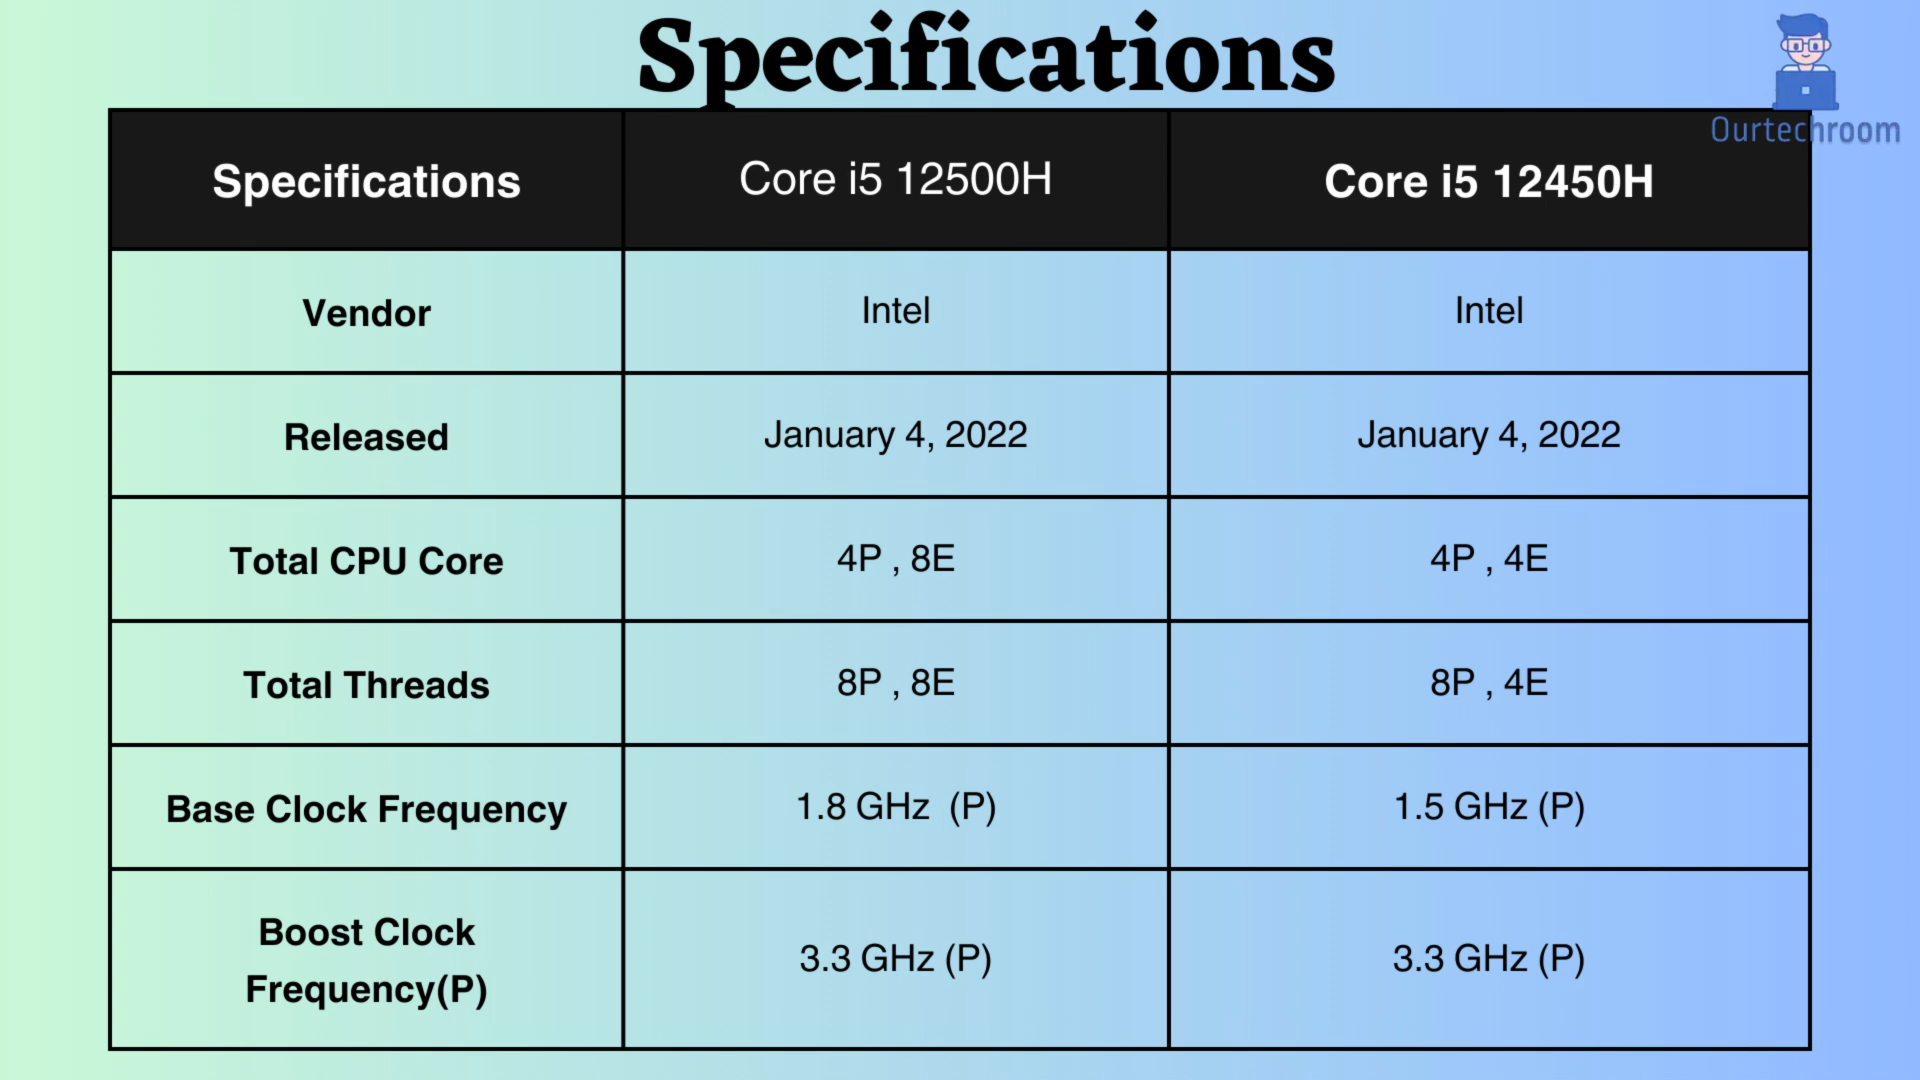 Specifications
Ourtechroom
Specifications Core i5 12500H Core i5 12450H
Vendor Intel Intel
Released January 4, 2022 January 4, 2022
Total CPU Core 4P , 8E 4P , 4E
Total Threads 8P , 8E 8P , 4E
Base Clock Frequency 1.8 GHz (P) 1.5 GHz (P)
Boost Clock
Frequency(P) 3.3 GHz (P) 3.3 GHz (P)